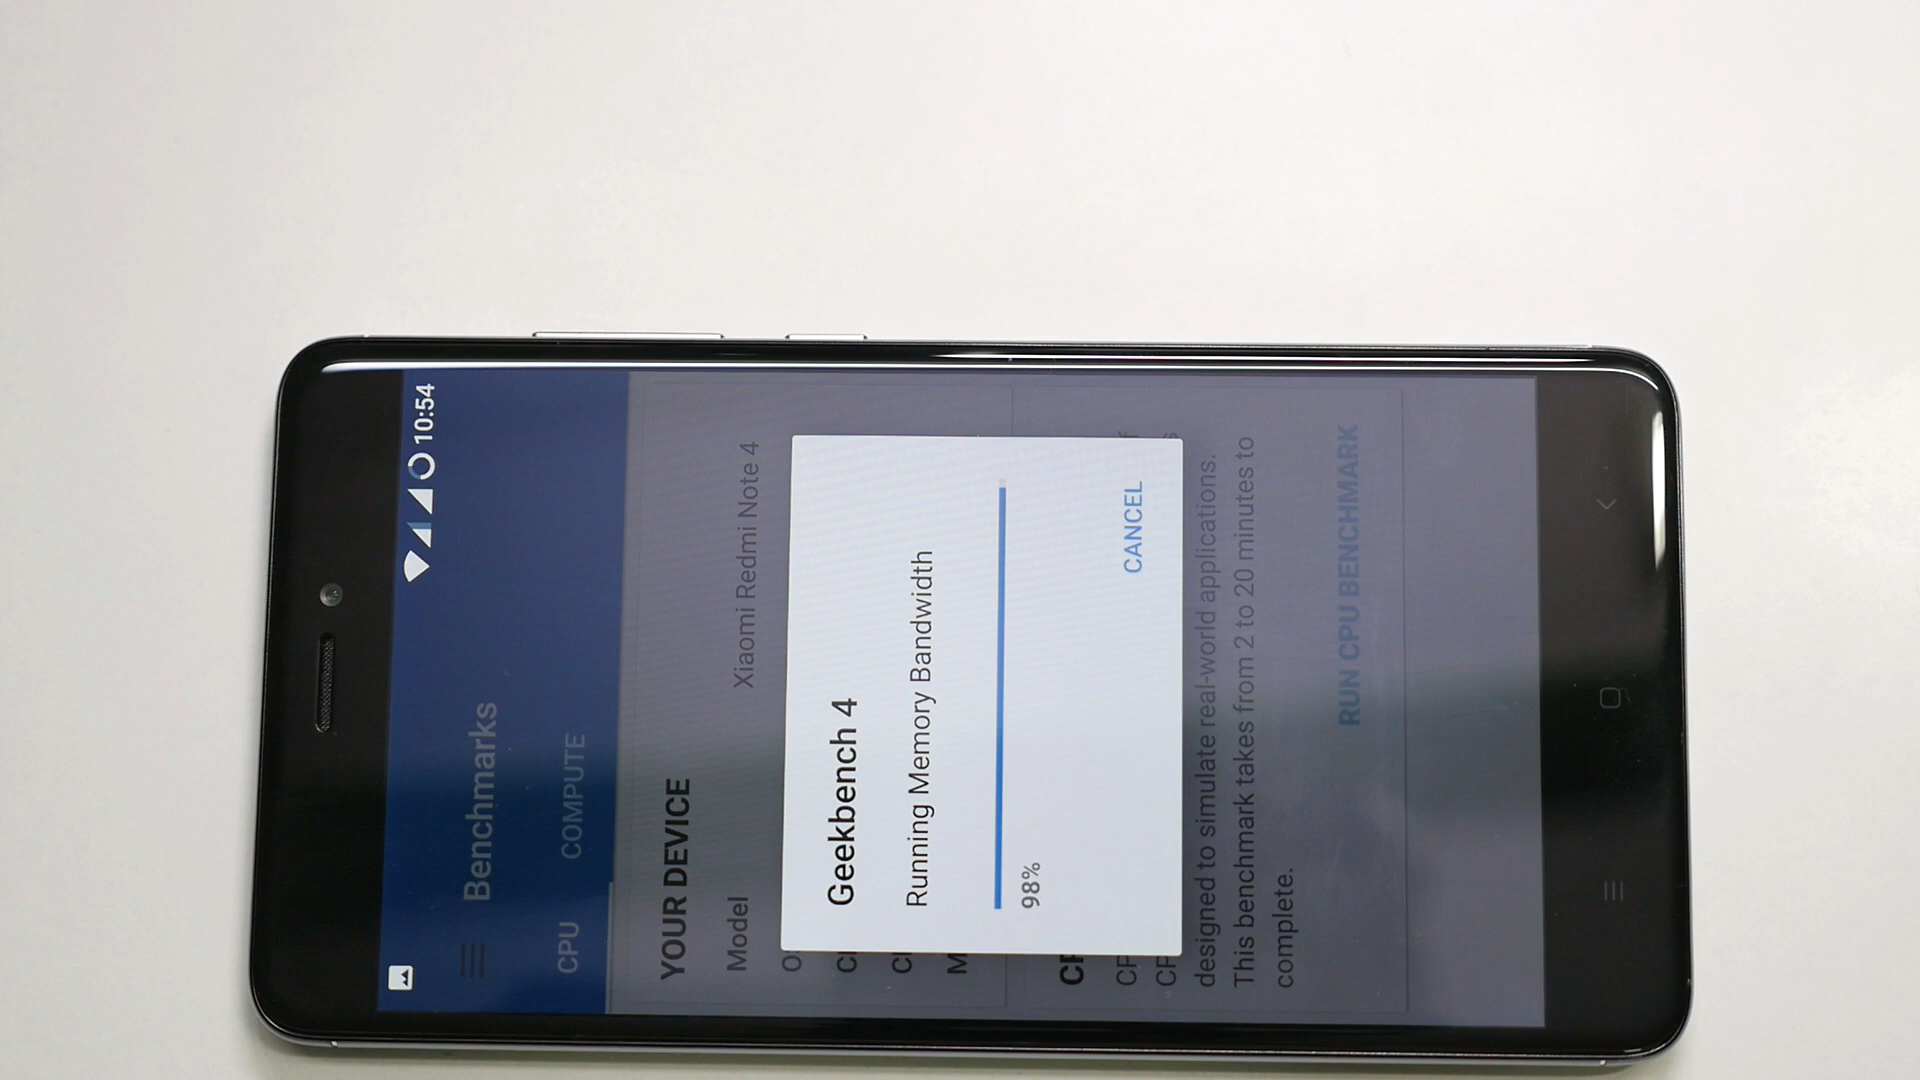 10:54
Benchmarks
CPU COMPUTE
YOUR DEVICE
Model Xiaomi Redmi Note 4
Geekbench 4
Running Memory Bandwidth
98%
CANCEL
designed to simulate real-world applications.
This benchmark takes from 2 to 20 minutes to
complete.
RUN CPU BENCHMARK